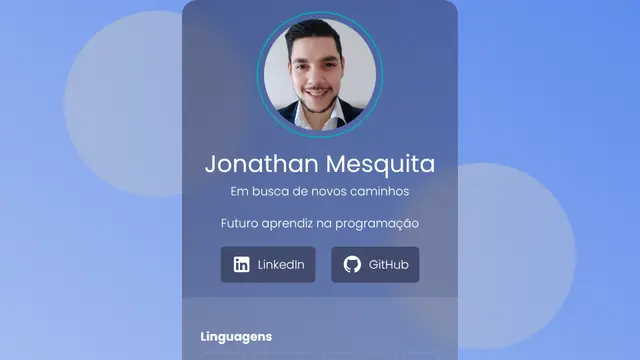 Jonathan Mesquita
Em busca de novos caminhos
Futuro aprendiz na programação
LinkedIn
GitHub
Linguagens